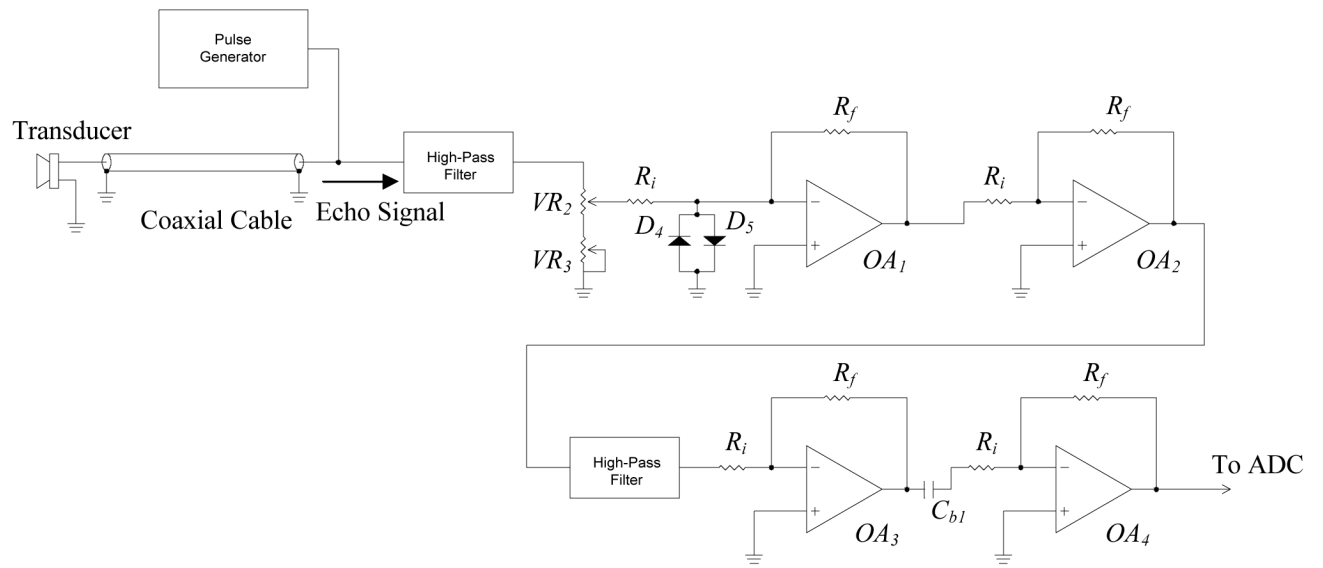 Pulse
Generator
Transducer
Coaxial Cable
Echo Signal
High-Pass
Filter
VR2
VR3
Ri
D4
D5
Rf
−
+
OA1
Ri
Rf
−
+
OA2
High-Pass
Filter
Ri
Rf
−
+
OA3
Cb1
Ri
Rf
−
+
OA4
To ADC